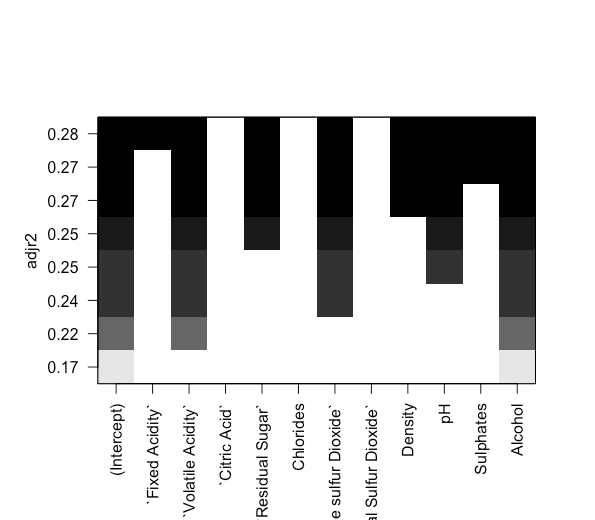 adjr2
0.28
0.27
0.27
0.25
0.25
0.24
0.22
0.17
(Intercept)
`Fixed Acidity`
`Volatile Acidity`
`Citric Acid`
`Residual Sugar`
Chlorides
e sulfur Dioxide`
al Sulfur Dioxide`
Density
pH
Sulphates
Alcohol